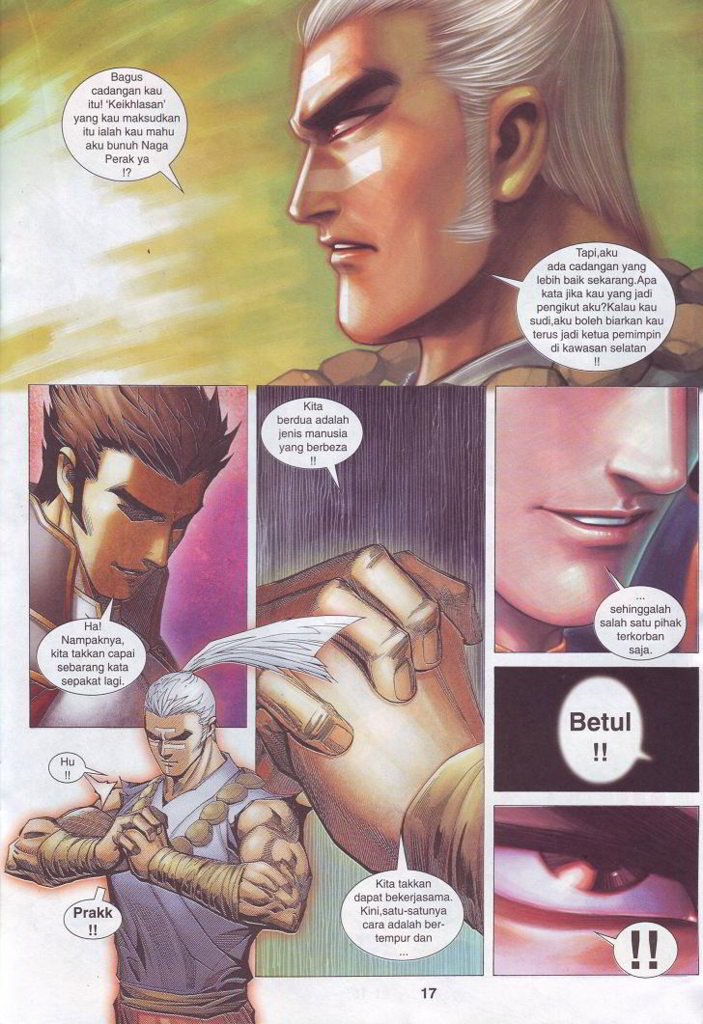 Bagus
cadangan kau
itu! 'Keikhlasan'
yang kau maksudkan
itu ialah kau mahu
aku bunuh Naga
Perak ya
!?
Tapi,aku
ada cadangan yang
lebih baik sekarang.Apa
kata jika kau yang jadi
pengikut aku?Kalau kau
sudi,aku boleh biarkan kau
terus jadi ketua pemimpin
di kawasan selatan
!!
Ha!
Nampaknya,
kita takkan capai
sebarang kata
sepakat lagi.
Hu
!!
Prakk
!!
Kita
berdua adalah
jenis manusia
yang berbeza
!!
Kita takkan
dapat bekerjasama.
Kini,satu-satunya
cara adalah ber-
tempur dan
...
...
sehinggalah
salah satu pihak
terkorban
saja.
Betul
!!
!!
17